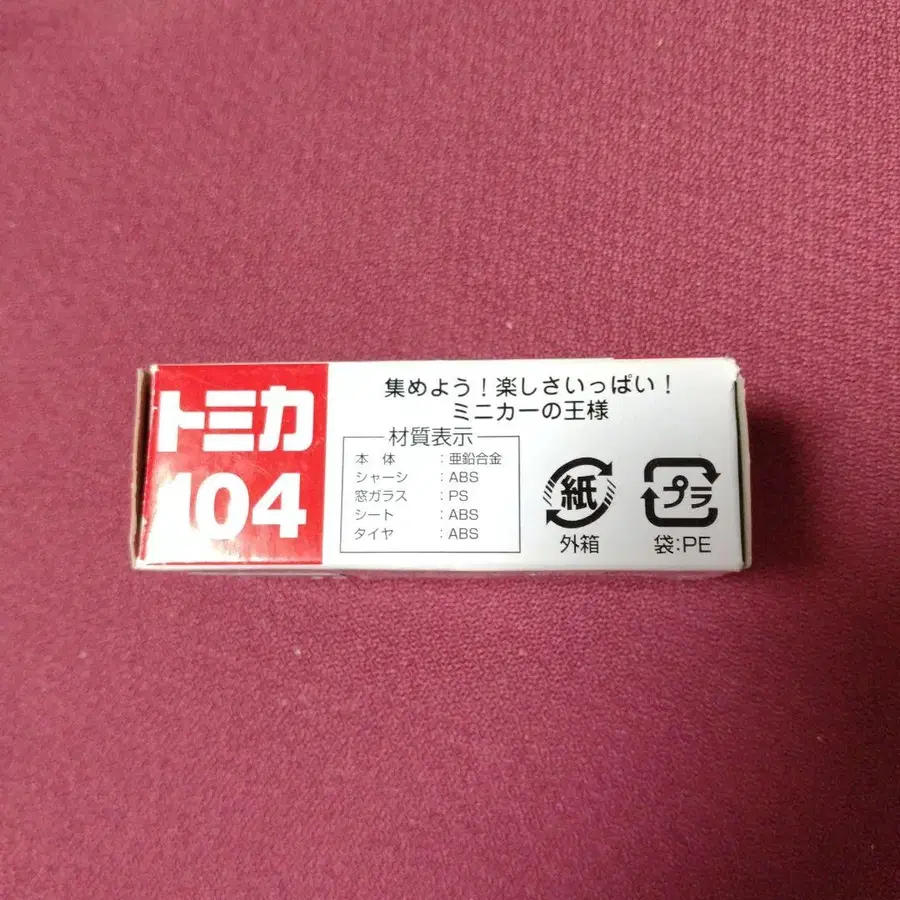 トミカ
104
集めよう!楽しさいっぱい!
ミニカーの王様
材質表示
本 体 :亜鉛合金
シャーシ :ABS
窓ガラス :PS
シート :ABS
タイヤ :ABS
紙
外箱
プラ
袋:PE